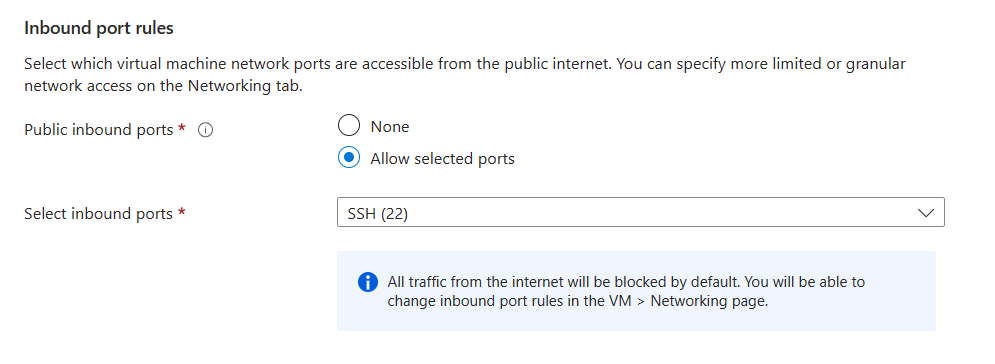 Inbound port rules
Select which virtual machine network ports are accessible from the public internet. You can specify more limited or granular
network access on the Networking tab.
Public inbound ports *
None
Allow selected ports
Select inbound ports *
SSH (22)
All traffic from the internet will be blocked by default. You will be able to
change inbound port rules in the VM > Networking page.